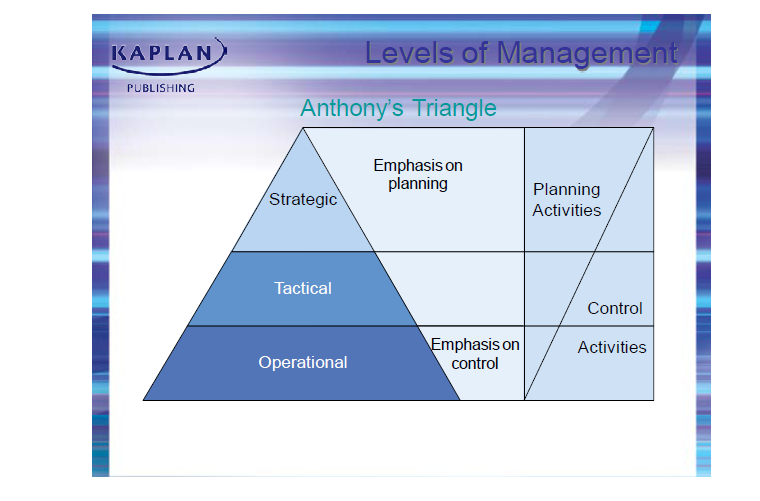 KAPLAN
PUBLISHING
Levels of Management
Anthony's Triangle
Strategic
Emphasis on
planning
Planning
Activities
Tactical
Control
Operational
Emphasis on
control
Activities